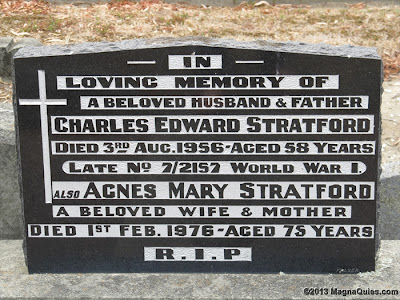 IN
LOVING MEMORY OF
A BELOVED HUSBAND & FATHER
CHARLES EDWARD STRATFORD
DIED 3RD AUG. 1956-AGED 58 YEARS
LATE NO 7/2157 WORLD WAR I.
ALSO AGNES MARY STRATFORD
A BELOVED WIFE & MOTHER
DIED 1ST FEB. 1976-AGED 75 YEARS
R.I.P
©2013 MagnaQuies.com